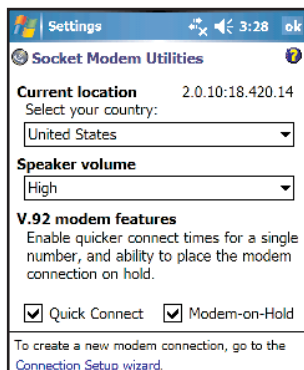 Settings 3:28 ok
Socket Modem Utilities
Current location 2.0.10:18.420.14
Select your country:
United States
Speaker volume
High
V.92 modem features
Enable quicker connect times for a single
number, and ability to place the modem
connection on hold.
Quick Connect Modem-on-Hold
To create a new modem connection, go to the
Connection Setup wizard.